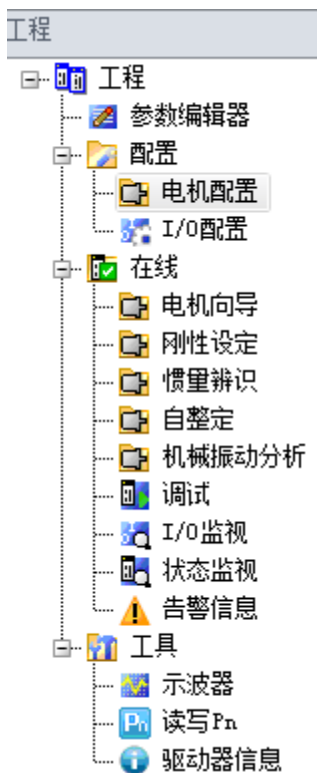 工程
工程
参数编辑器
配置
电机配置
I/O配置
在线
电机向导
刚性设定
惯量辨识
自整定
机械振动分析
调试
I/O监视
状态监视
告警信息
工具
示波器
Pn 读写Pn
驱动器信息